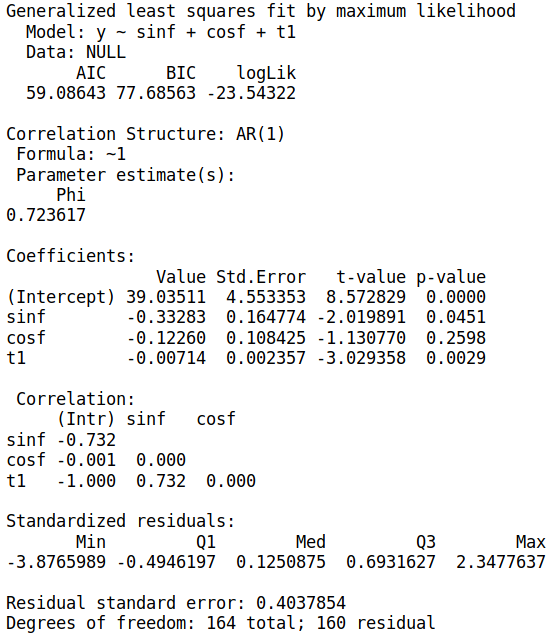 Generalized least squares fit by maximum likelihood
  Model: y ~ sinf + cosf + t1
  Data: NULL
       AIC      BIC    logLik
  59.08643 77.68563 -23.54322

Correlation Structure: AR(1)
 Formula: ~1
 Parameter estimate(s):
     Phi
0.723617

Coefficients:
               Value Std.Error   t-value p-value
(Intercept) 39.03511  4.553353  8.572829  0.0000
sinf        -0.33283  0.164774 -2.019891  0.0451
cosf        -0.12260  0.108425 -1.130770  0.2598
t1          -0.00714  0.002357 -3.029358  0.0029

 Correlation:
     (Intr) sinf   cosf
sinf -0.732
cosf -0.001  0.000
t1   -1.000  0.732  0.000

Standardized residuals:
       Min         Q1        Med         Q3        Max
-3.8765989 -0.4946197  0.1250875  0.6931627  2.3477637

Residual standard error: 0.4037854
Degrees of freedom: 164 total; 160 residual